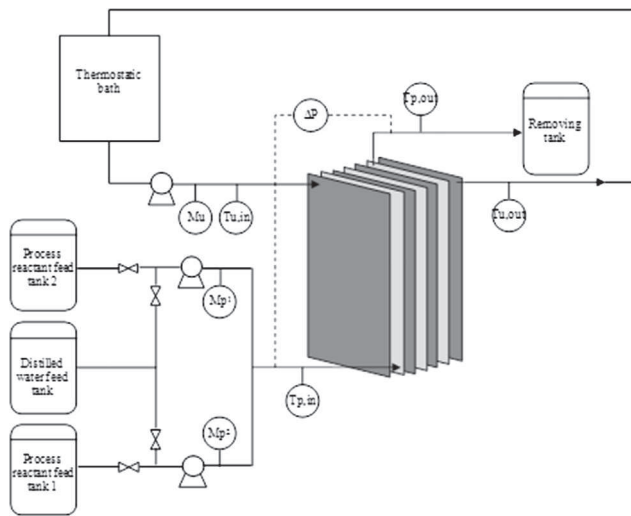 Thermostatic
bath
ΔP
Tp,out
Removing
tank
Mu
Tu,in
Tu,out
Process
reactant feed
tank 2
Mp¹
Distilled
water feed
tank
Tp,in
Mp²
Process
reactant feed
tank 1